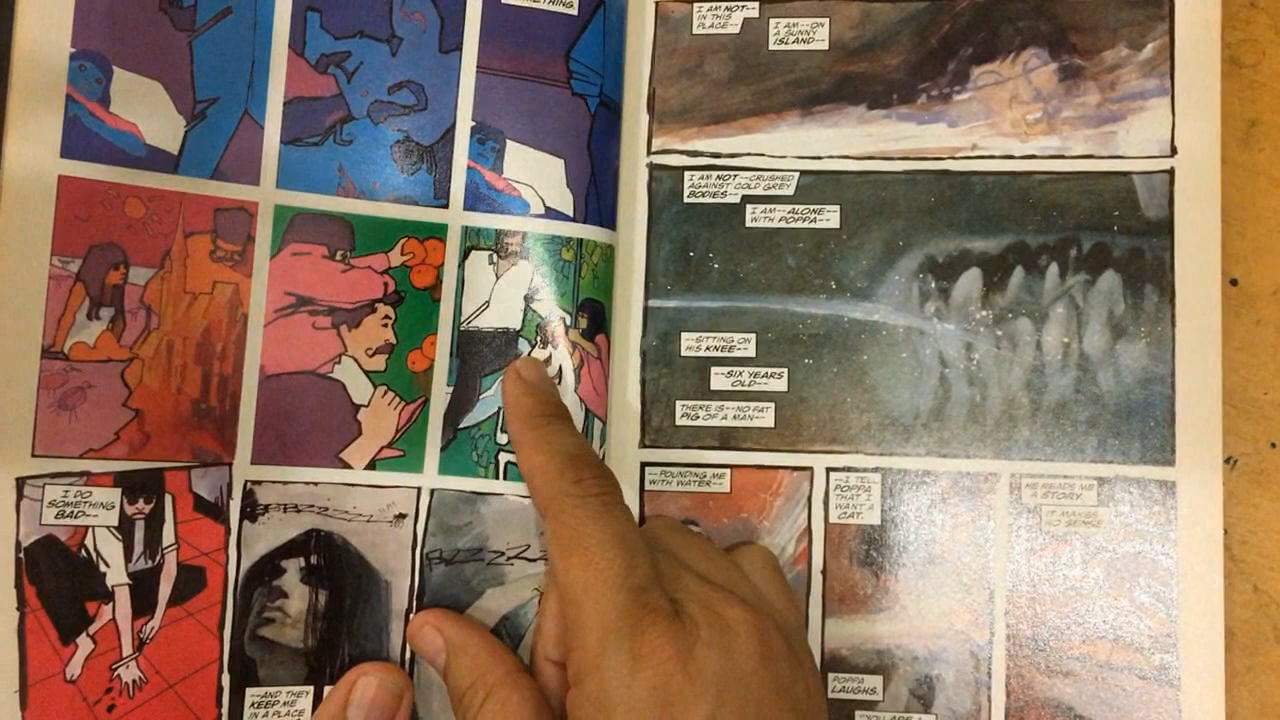 SOMETHING.
I DO
SOMETHING
BAD--
--AND THEY
KEEP ME
IN A PLACE
I AM NOT--
IN THIS
PLACE--
I AM--ON
A SUNNY
ISLAND--
I AM NOT--CRUSHED
AGAINST COLD GREY
BODIES--
I AM--ALONE--
WITH POPPA--
--SITTING ON
HIS KNEE--
--SIX YEARS
OLD--
THERE IS--NO FAT
PIG OF A MAN--
--POUNDING ME
WITH WATER--
--I TELL
POPPA
THAT I
WANT A
CAT.
POPPA
LAUGHS.
"YOU ARE A
HE READS ME
A STORY.
IT MAKES
NO SENSE.